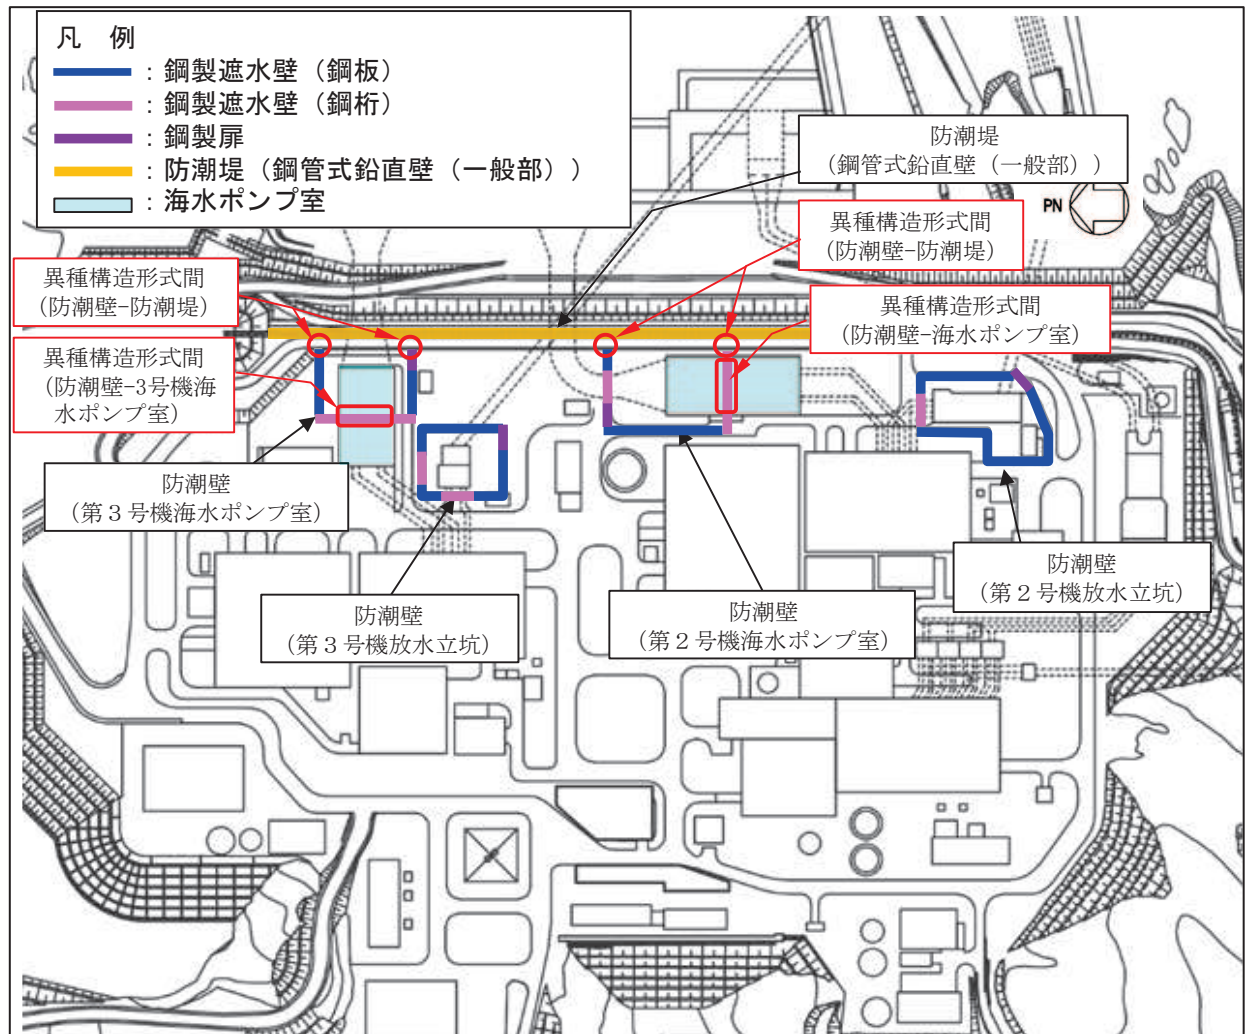 凡 例
：鋼製遮水壁（鋼板）
：鋼製遮水壁（鋼桁）
：鋼製扉
：防潮堤（鋼管式鉛直壁（一般部））
：海水ポンプ室
防潮堤
（鋼管式鉛直壁（一般部））
PN
異種構造形式間
（防潮壁-防潮堤）
異種構造形式間
（防潮壁-防潮堤）
異種構造形式間
（防潮壁-海水ポンプ室）
異種構造形式間
（防潮壁-3号機海
水ポンプ室）
防潮壁
（第３号機海水ポンプ室）
防潮壁
（第３号機放水立坑）
防潮壁
（第２号機海水ポンプ室）
防潮壁
（第２号機放水立坑）